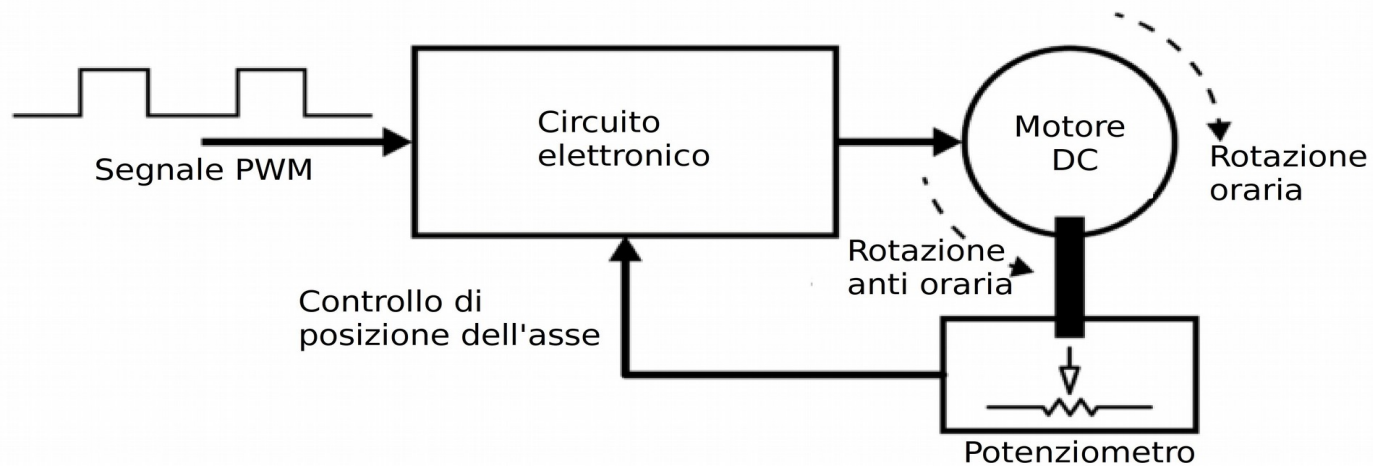 Segnale PWM
Circuito
elettronico
Motore
DC
Rotazione
oraria
Rotazione
anti oraria
Controllo di
posizione dell'asse
Potenziometro